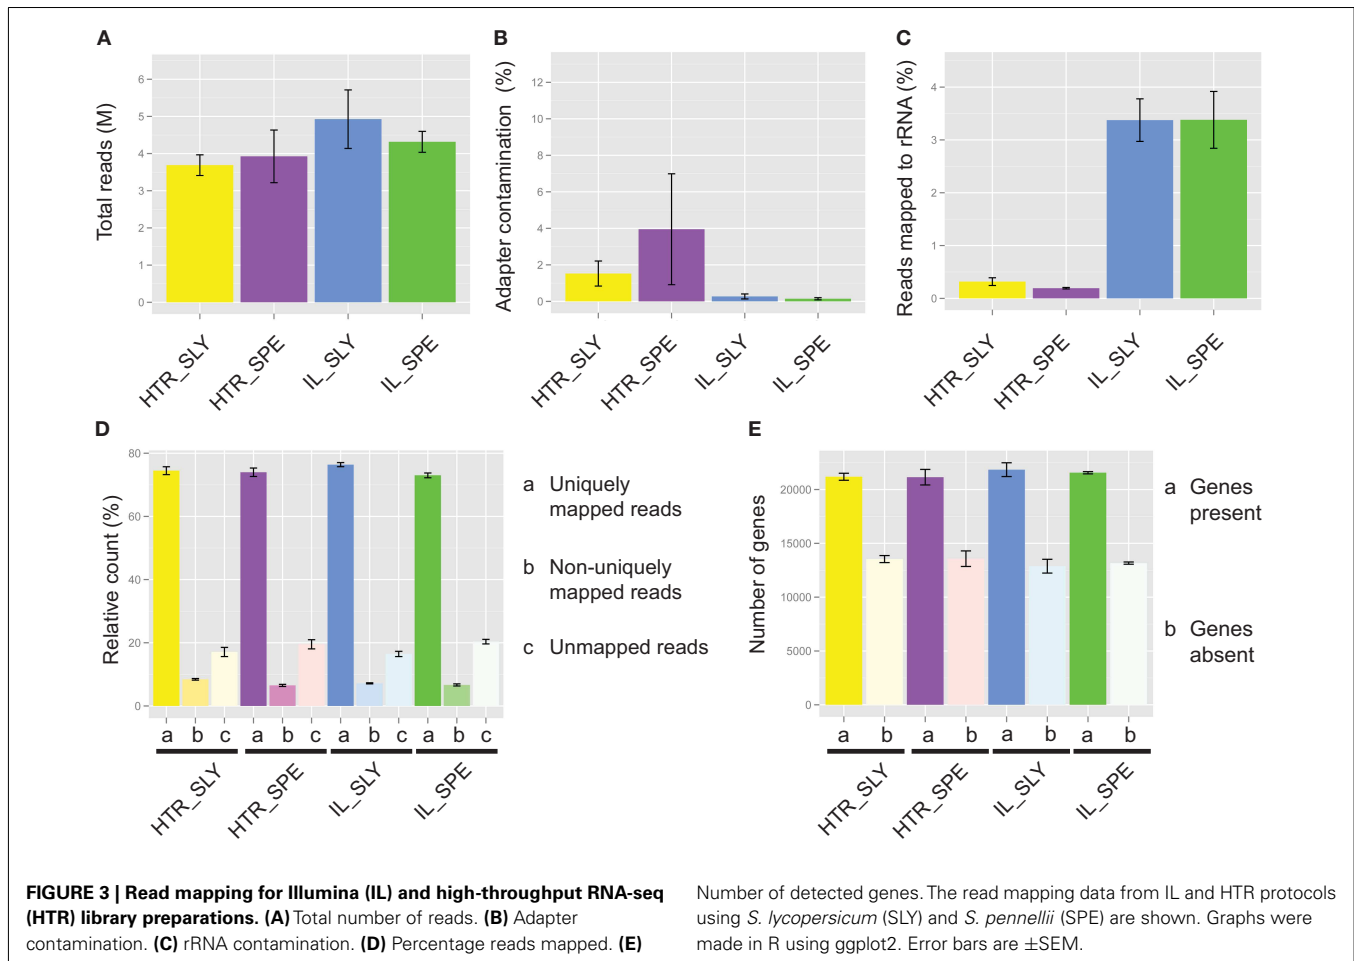 A
Total reads (M)
6
5
4
3
2
1
0
HTR_SLY
HTR_SPE
IL_SLY
IL_SPE
B
Adapter contamination (%)
12
10
8
6
4
2
0
HTR_SLY
HTR_SPE
IL_SLY
IL_SPE
C
Reads mapped to rRNA (%)
4
3
2
1
0
HTR_SLY
HTR_SPE
IL_SLY
IL_SPE
D
Relative count (%)
80
60
40
20
0
a b c a b c a b c a b c
HTR_SLY
HTR_SPE
IL_SLY
IL_SPE
a Uniquely
mapped reads
b Non-uniquely
mapped reads
c Unmapped reads
E
Number of genes
20000
15000
10000
5000
0
a b a b a b a b
HTR_SLY
HTR_SPE
IL_SLY
IL_SPE
a Genes
present
b Genes
absent
FIGURE 3 | Read mapping for Illumina (IL) and high-throughput RNA-seq
(HTR) library preparations. (A) Total number of reads. (B) Adapter
contamination. (C) rRNA contamination. (D) Percentage reads mapped. (E)
Number of detected genes. The read mapping data from IL and HTR protocols
using S. lycopersicum (SLY) and S. pennellii (SPE) are shown. Graphs were
made in R using ggplot2. Error bars are ±SEM.